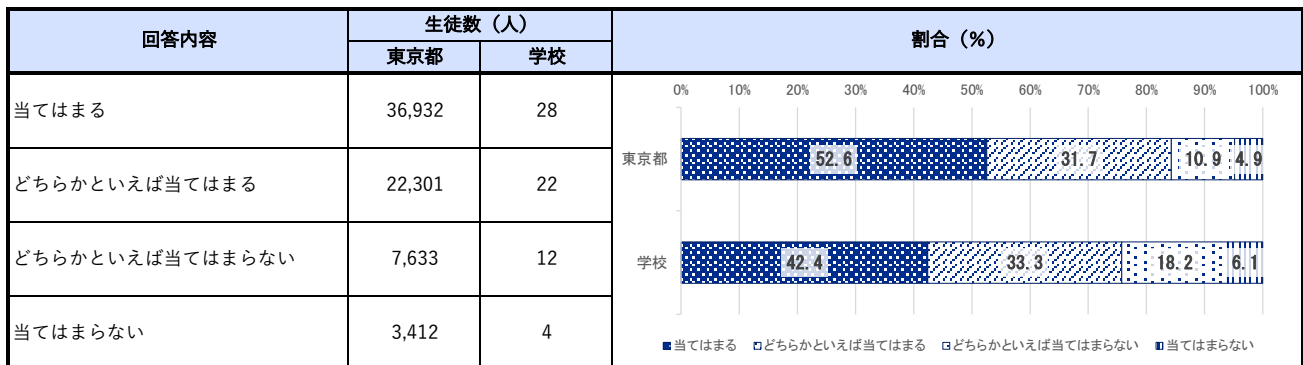 回答内容 生徒数（人） 割合（%）
東京都 学校
当てはまる 36,932 28
どちらかといえば当てはまる 22,301 22
どちらかといえば当てはまらない 7,633 12
当てはまらない 3,412 4
0% 10% 20% 30% 40% 50% 60% 70% 80% 90% 100%
東京都 52.6 31.7 10.9 4.9
学校 42.4 33.3 18.2 6.1
当てはまる どちらかといえば当てはまる どちらかといえば当てはまらない 当てはまらない